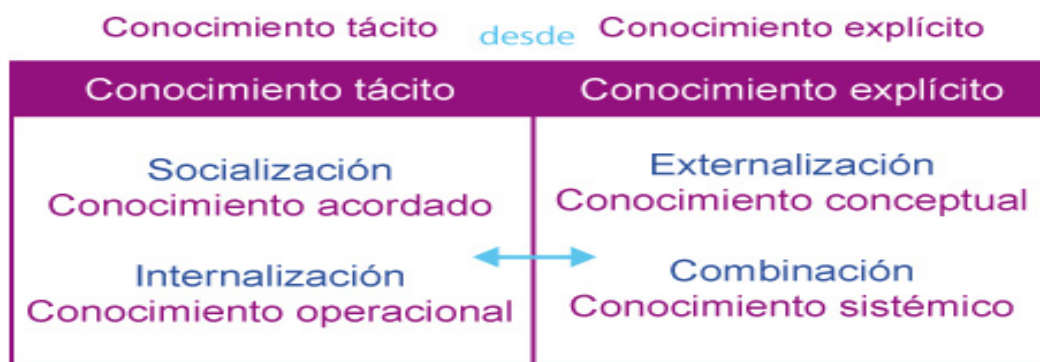 Conocimiento tácito desde Conocimiento explícito
Conocimiento tácito Conocimiento explícito
Socialización
Conocimiento acordado
Externalización
Conocimiento conceptual
Internalización
Conocimiento operacional
Combinación
Conocimiento sistémico